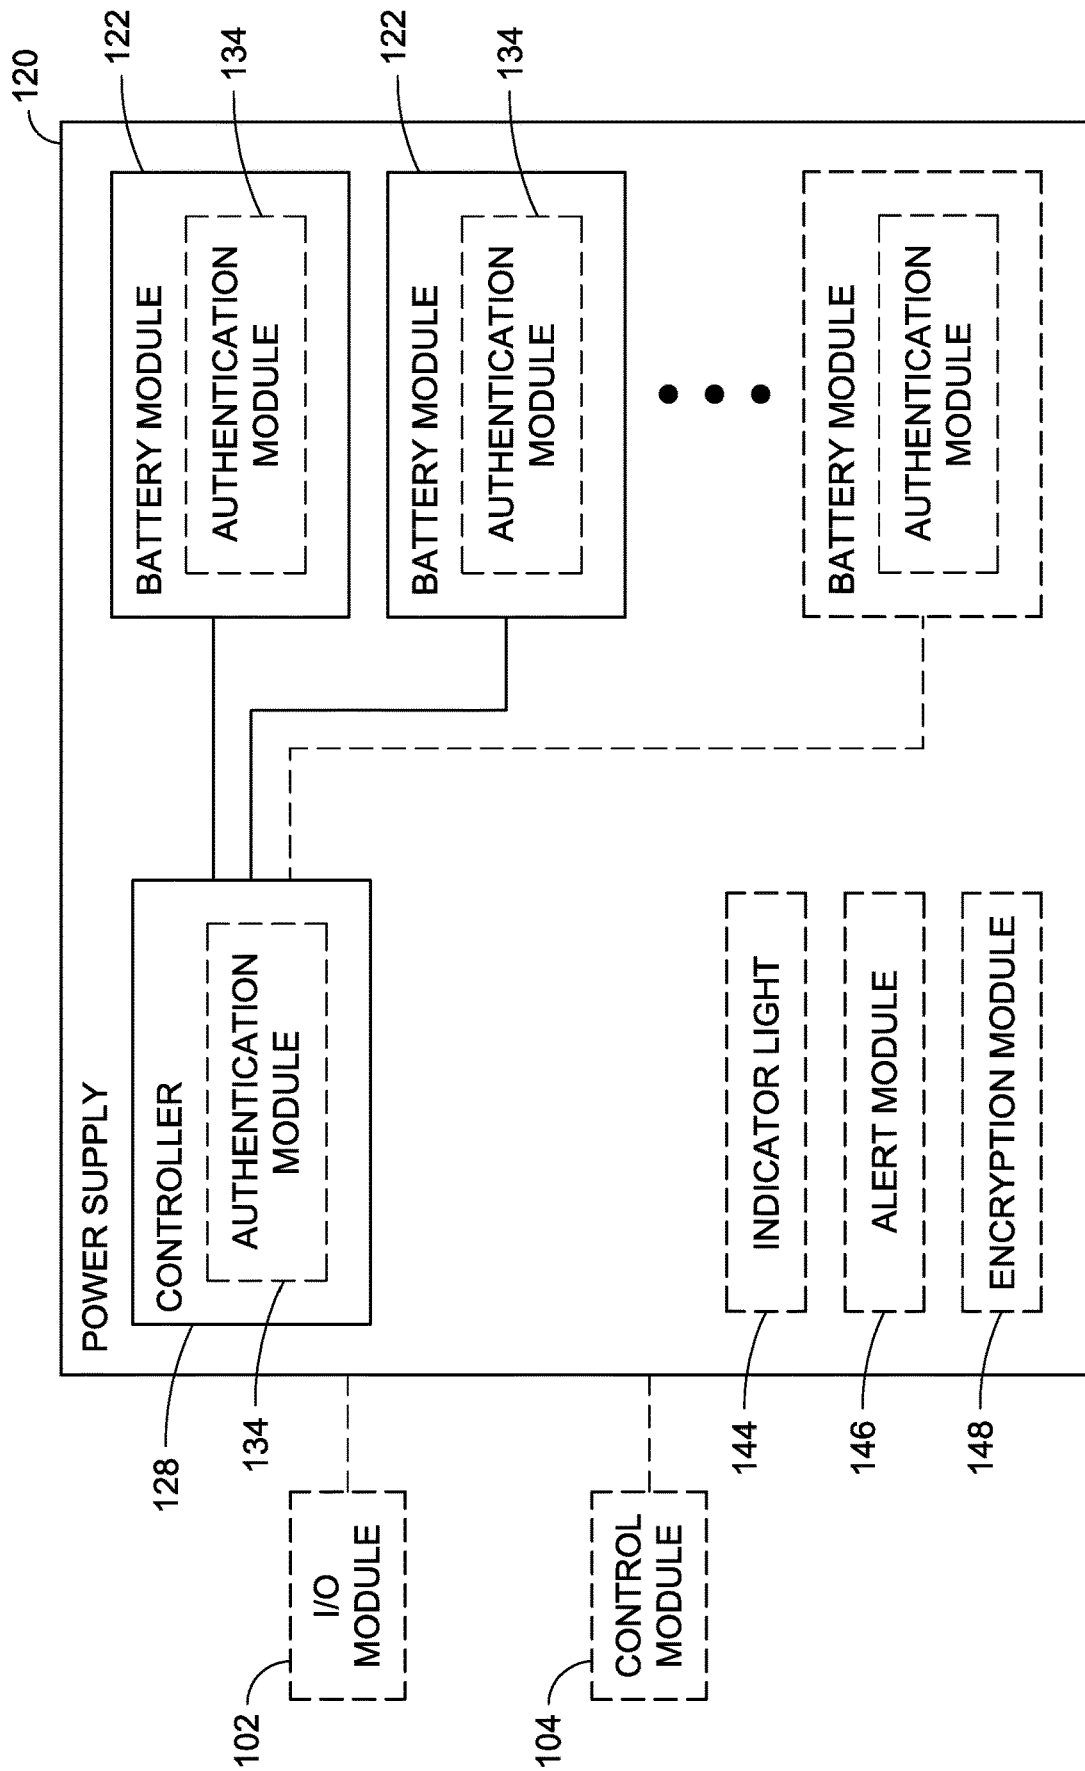 120
POWER SUPPLY
128
CONTROLLER
134
AUTHENTICATION
MODULE
122
BATTERY MODULE
134
AUTHENTICATION
MODULE
122
BATTERY MODULE
134
AUTHENTICATION
MODULE
BATTERY MODULE
AUTHENTICATION
MODULE
102
I/O
MODULE
104
CONTROL
MODULE
144
INDICATOR LIGHT
146
ALERT MODULE
148
ENCRYPTION MODULE